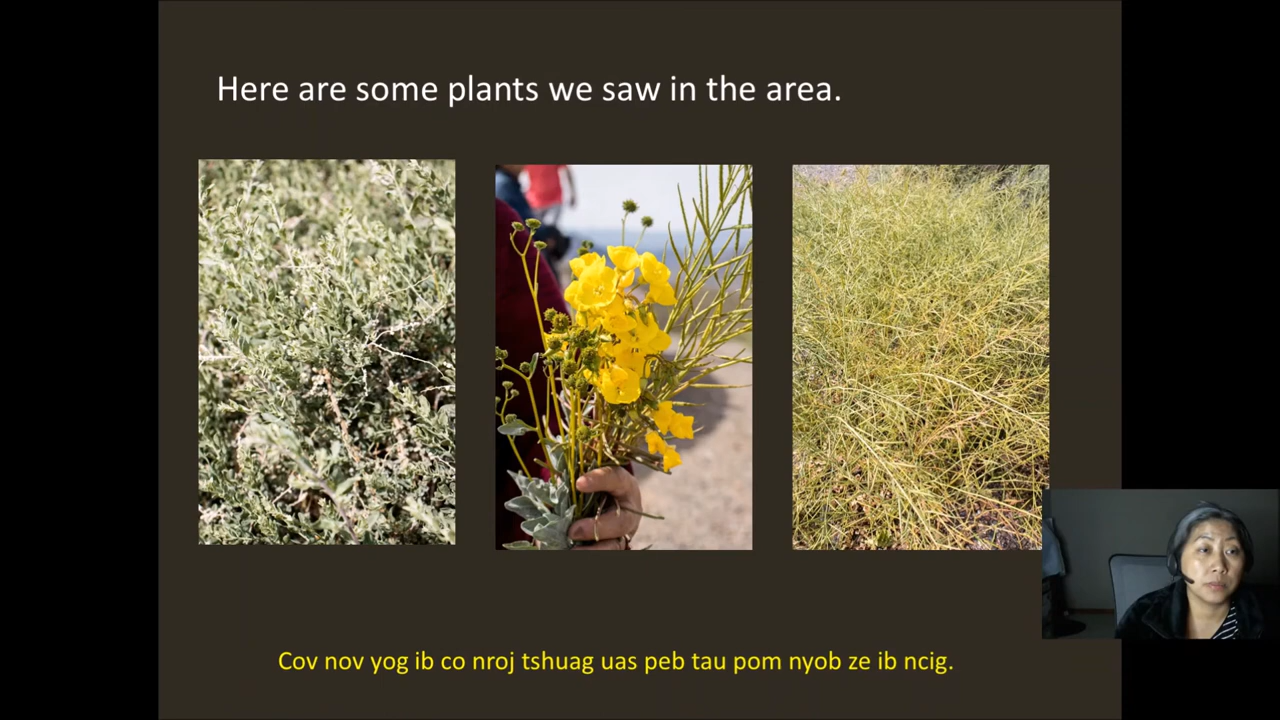 Here are some plants we saw in the area.
Cov nov yog ib co nroj tshuag uas peb tau pom nyob ze ib ncig.